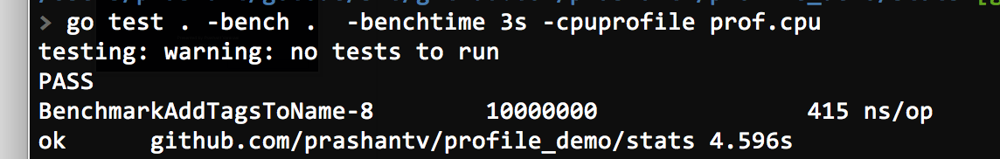 > go test . -bench .  -benchtime 3s -cpuprofile prof.cpu
testing: warning: no tests to run
PASS
BenchmarkAddTagsToName-8        10000000               415 ns/op
ok      github.com/prashantv/profile_demo/stats 4.596s